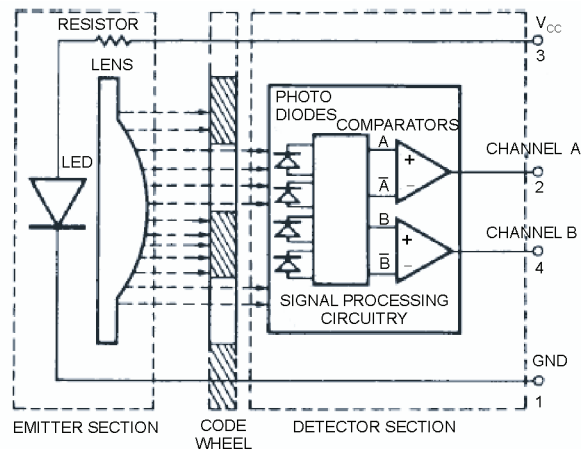 RESISTOR
LENS
LED
V_CC
3
PHOTO
DIODES
COMPARATORS
A
+
A̅
−
B
+
B̅
−
SIGNAL PROCESSING
CIRCUITRY
CHANNEL A
2
CHANNEL B
4
GND
1
EMITTER SECTION
CODE
WHEEL
DETECTOR SECTION